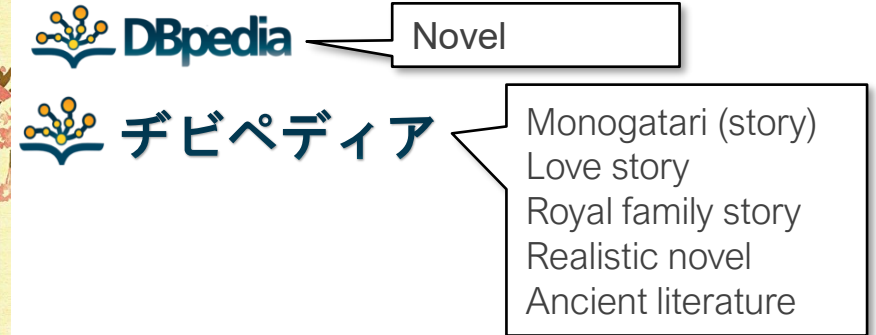 DBpedia
Novel
ヂビペディア
Monogatari (story)
Love story
Royal family story
Realistic novel
Ancient literature